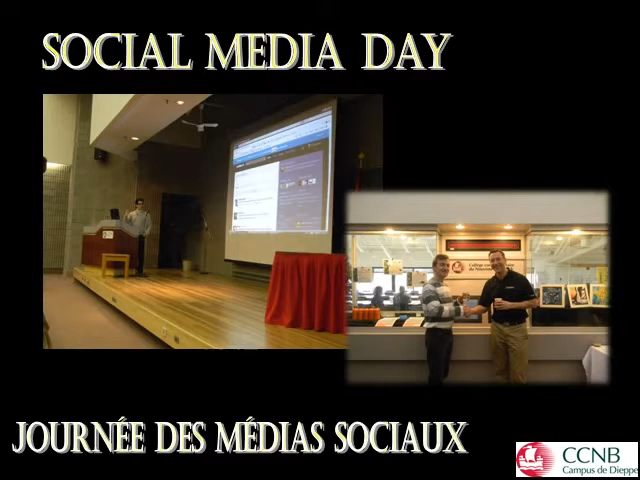 SOCIAL MEDIA DAY
JOURNÉE DES MÉDIAS SOCIAUX
CCNB
Campus de Dieppe